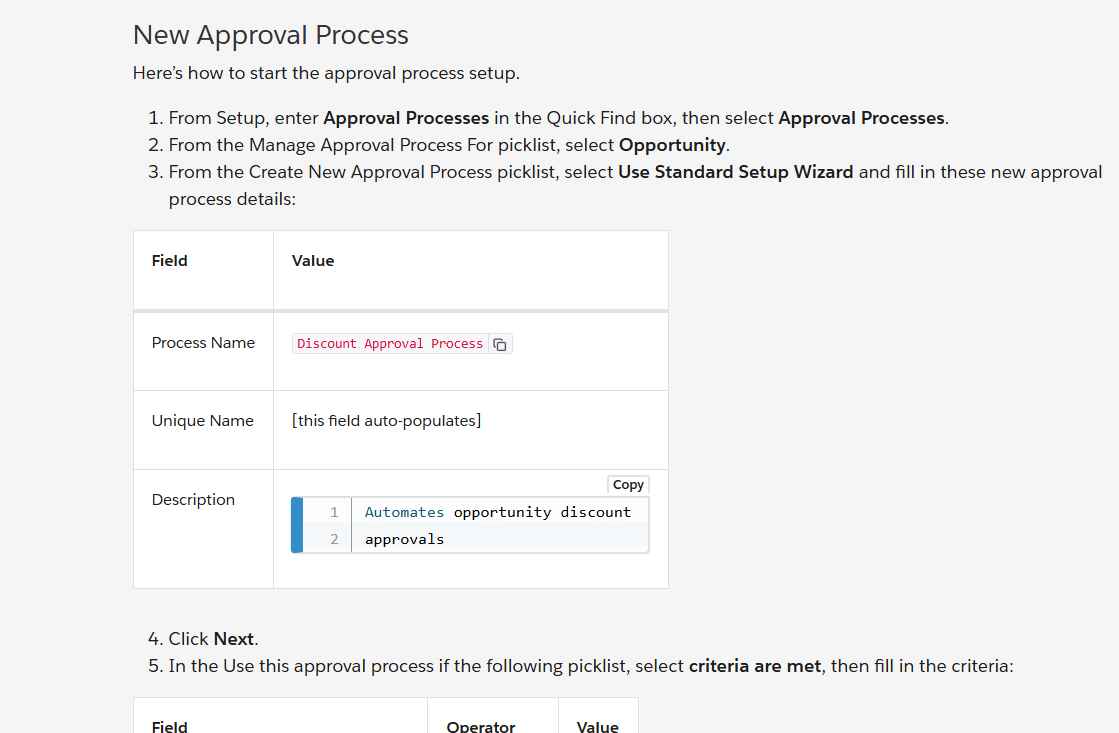 New Approval Process
Here’s how to start the approval process setup.
1. From Setup, enter Approval Processes in the Quick Find box, then select Approval Processes.
2. From the Manage Approval Process For picklist, select Opportunity.
3. From the Create New Approval Process picklist, select Use Standard Setup Wizard and fill in these new approval
process details:
Field Value
Process Name Discount Approval Process
Unique Name [this field auto-populates]
Copy
Description
1 Automates opportunity discount
2 approvals
4. Click Next.
5. In the Use this approval process if the following picklist, select criteria are met, then fill in the criteria:
Field Operator Value